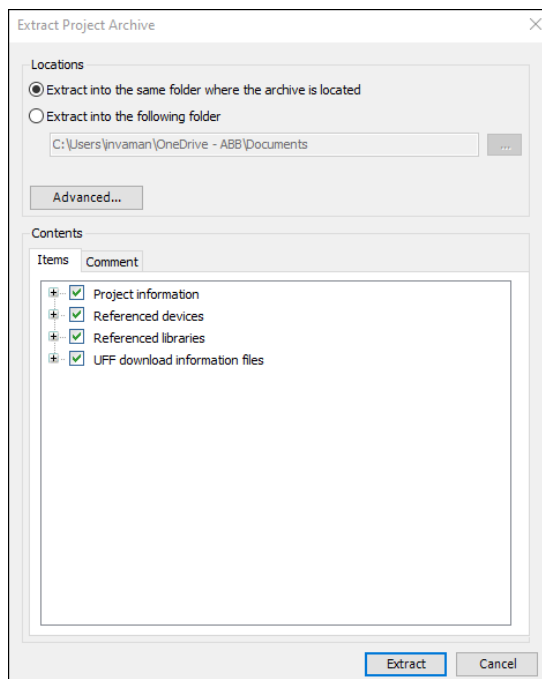 Extract Project Archive
Locations
Extract into the same folder where the archive is located
Extract into the following folder
C:\Users\invaman\OneDrive - ABB\Documents
...
Advanced...
Contents
Items
Comment
Project information
Referenced devices
Referenced libraries
UFF download information files
Extract
Cancel